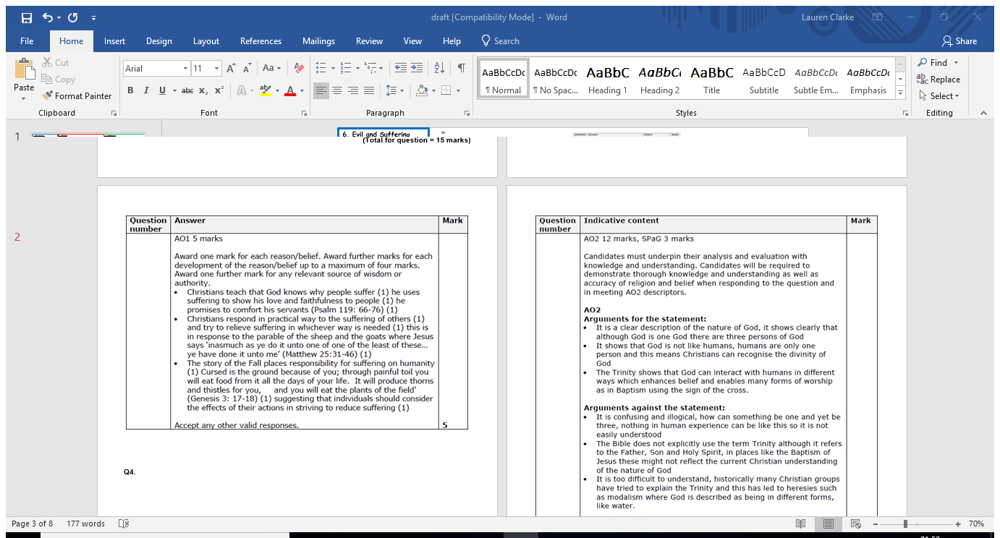 draft [Compatibility Mode] - Word
Lauren Clarke
File Home Insert Design Layout References Mailings Review View Help Search Share
Paste
Cut
Copy
Format Painter
Clipboard
Arial 11
Aa
B I U abc x₂ x² A ab A
Font
Paragraph
AaBbCcDc AaBbCcDc AaBbC AaBbC AaBbC AaBbCcD AaBbCcDc AaBbCcDc
¶ Normal ¶ No Spac... Heading 1 Heading 2 Title Subtitle Subtle Em... Emphasis
Styles
Find
Replace
Select
Editing
1
2
6. Evil and Suffering
(Total for question = 15 marks)
Question number Answer Mark
AO1 5 marks
Award one mark for each reason/belief. Award further marks for each
development of the reason/belief up to a maximum of four marks.
Award one further mark for any relevant source of wisdom or
authority.
• Christians teach that God knows why people suffer (1) he uses
suffering to show his love and faithfulness to people (1) he
promises to comfort his servants (Psalm 119: 66-76) (1)
• Christians respond in practical way to the suffering of others (1)
and try to relieve suffering in whichever way is needed (1) this is
in response to the parable of the sheep and the goats where Jesus
says ‘inasmuch as ye do it unto one of one of the least of these…
ye have done it unto me’ (Matthew 25:31-46) (1)
• The story of the Fall places responsibility for suffering on humanity
(1) Cursed is the ground because of you; through painful toil you
will eat food from it all the days of your life. It will produce thorns
and thistles for you, and you will eat the plants of the field’
(Genesis 3: 17-18) (1) suggesting that individuals should consider
the effects of their actions in striving to reduce suffering (1)
Accept any other valid responses. 5
Q4.
Question number Indicative content Mark
AO2 12 marks, SPaG 3 marks
Candidates must underpin their analysis and evaluation with
knowledge and understanding. Candidates will be required to
demonstrate thorough knowledge and understanding as well as
accuracy of religion and belief when responding to the question and
in meeting AO2 descriptors.
AO2
Arguments for the statement:
• It is a clear description of the nature of God, it shows clearly that
although God is one God there are three persons of God
• It shows that God is not like humans, humans are only one
person and this means Christians can recognise the divinity of
God
• The Trinity shows that God can interact with humans in different
ways which enhances belief and enables many forms of worship
as in Baptism using the sign of the cross.
Arguments against the statement:
• It is confusing and illogical, how can something be one and yet be
three, nothing in human experience can be like this so it is not
easily understood
• The Bible does not explicitly use the term Trinity although it refers
to the Father, Son and Holy Spirit, in places like the Baptism of
Jesus these might not reflect the current Christian understanding
of the nature of God
• It is too difficult to understand, historically many Christian groups
have tried to explain the Trinity and this has led to heresies such
as modalism where God is described as being in different forms,
like water.
Page 3 of 8 177 words
70%